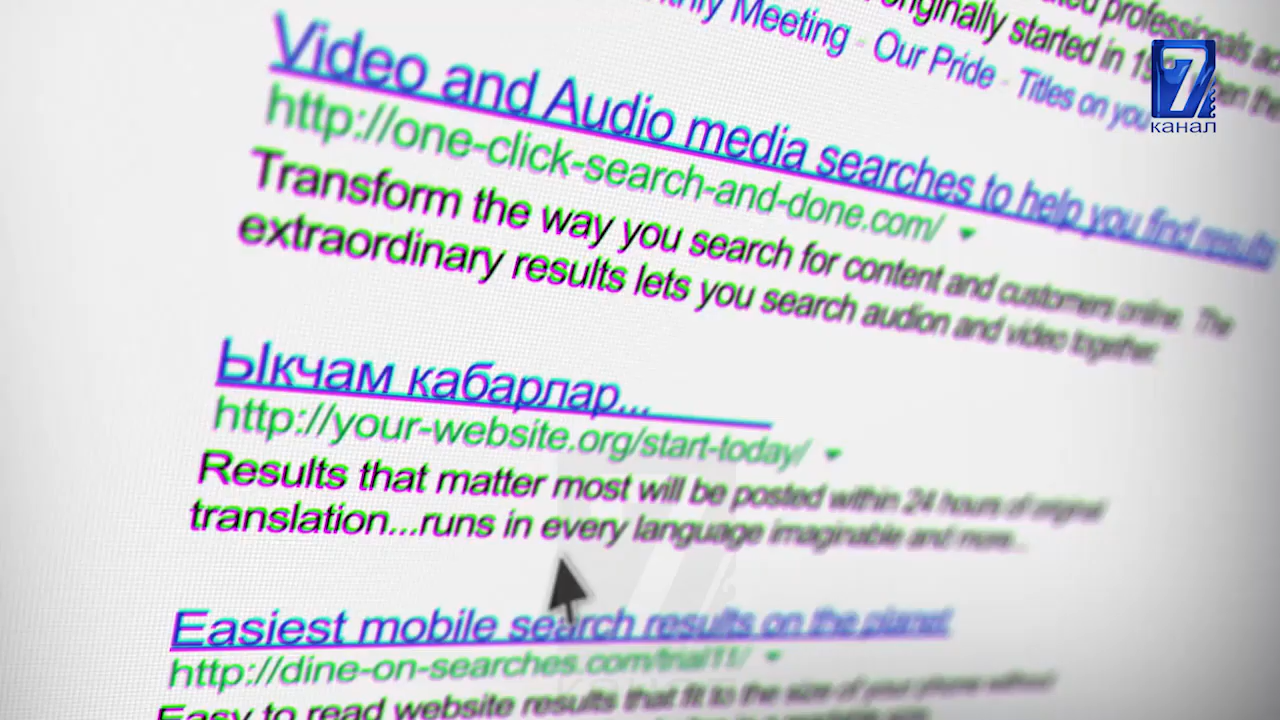 Meeting - Our Pride - Titles on you
originally started in
professionals
7
канал
Video and Audio media searches to help you find results
http://one-click-search-and-done.com/
Transform the way you search for content and customers online. The
extraordinary results lets you search audion and video together.
Ыкчам кабарлар...
http://your-website.org/start-today/
Results that matter most will be posted within 24 hours of original
translation...runs in every language imaginable and more...
Easiest mobile search results on the planet
http://dine-on-searches.com/trial11/
Easy to read website results that fit to the size of your phone without